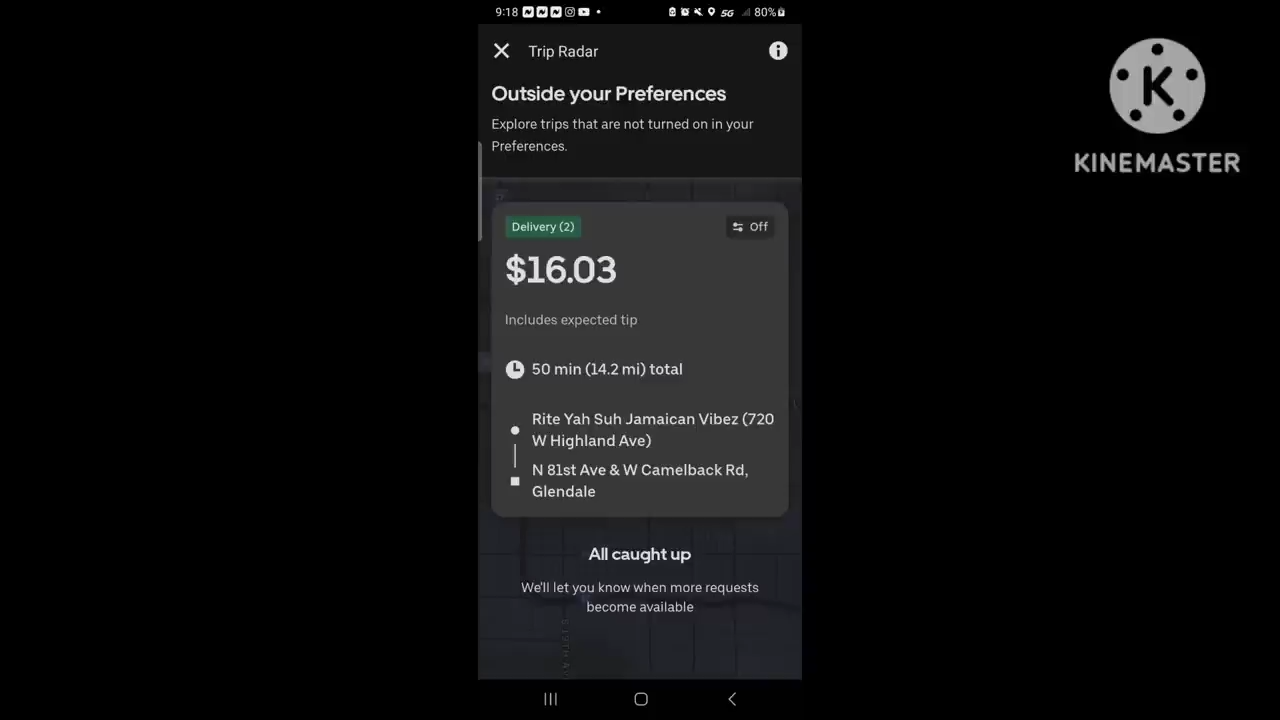 9:18
5G
80%
Trip Radar
Outside your Preferences
Explore trips that are not turned on in your
Preferences.
Delivery (2)
Off
$16.03
Includes expected tip
50 min (14.2 mi) total
Rite Yah Suh Jamaican Vibez (720
W Highland Ave)
N 81st Ave & W Camelback Rd,
Glendale
All caught up
We'll let you know when more requests
become available
K
KINEMASTER